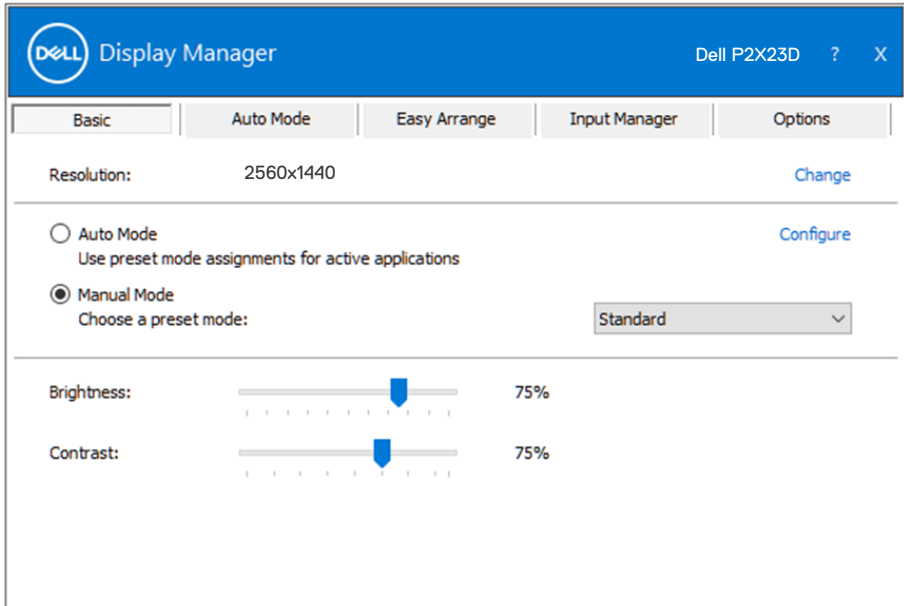 DELL Display Manager Dell P2X23D ? X
Basic Auto Mode Easy Arrange Input Manager Options
Resolution: 2560x1440 Change
Auto Mode Configure
Use preset mode assignments for active applications
Manual Mode
Choose a preset mode: Standard
Brightness: 75%
Contrast: 75%